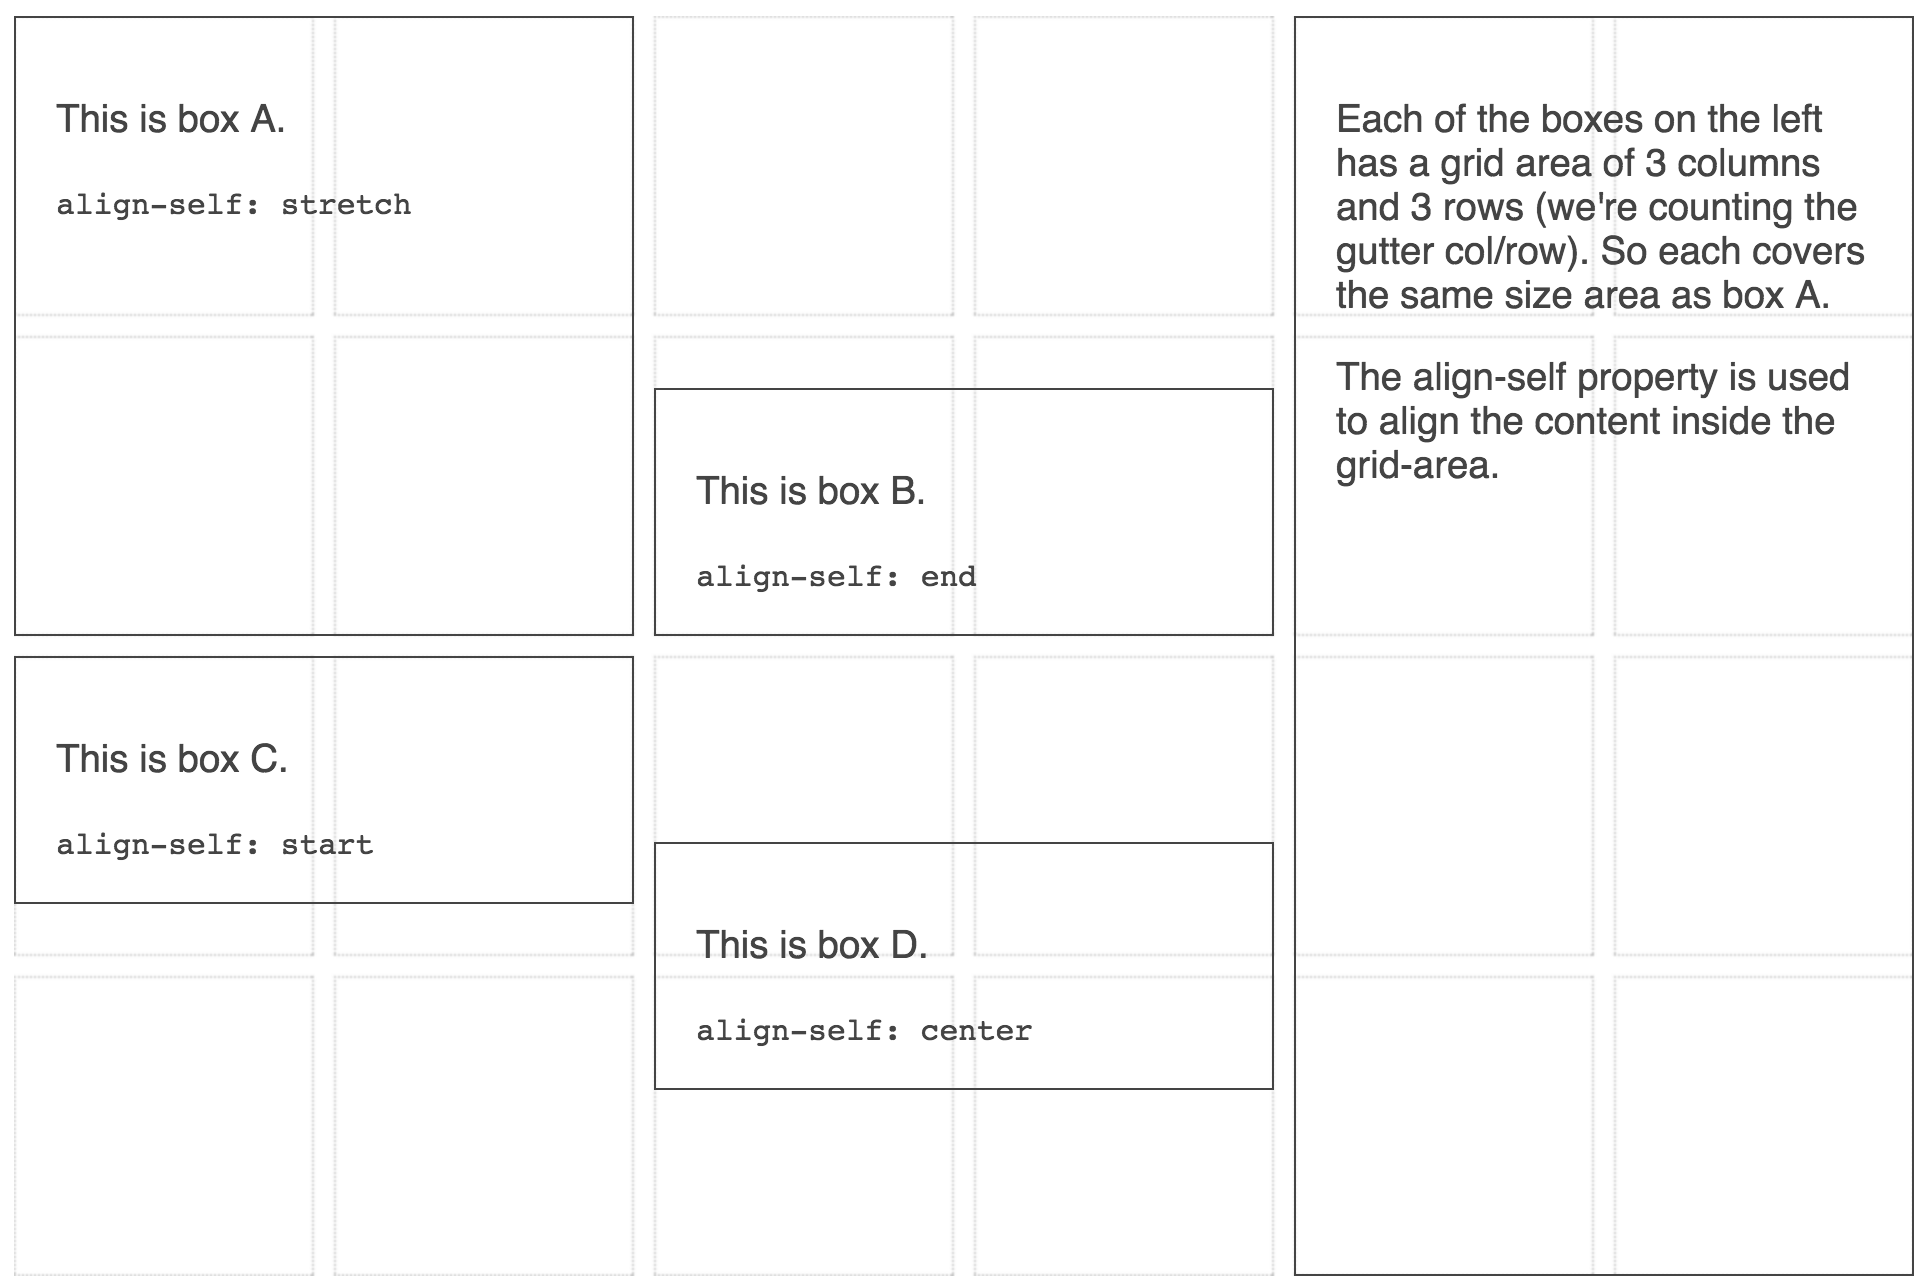 This is box A.
align-self: stretch
This is box B.
align-self: end
This is box C.
align-self: start
This is box D.
align-self: center
Each of the boxes on the left
has a grid area of 3 columns
and 3 rows (we're counting the
gutter col/row). So each covers
the same size area as box A.
The align-self property is used
to align the content inside the
grid-area.